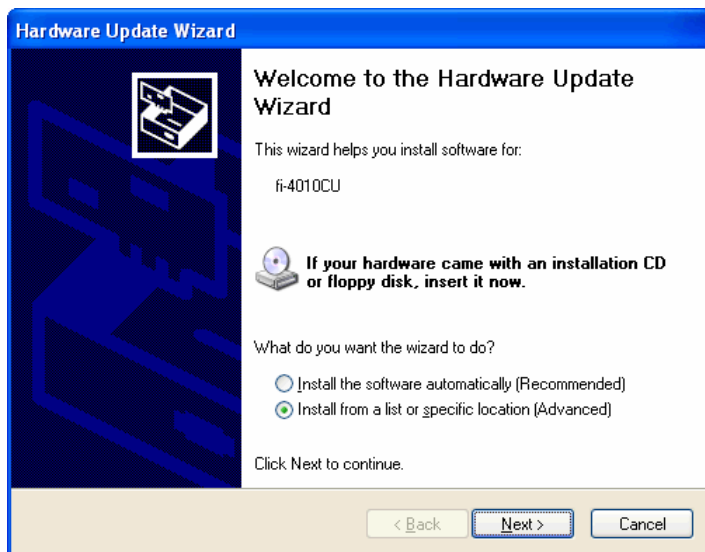 Hardware Update Wizard
Welcome to the Hardware Update
Wizard
This wizard helps you install software for:
fi-4010CU
If your hardware came with an installation CD
or floppy disk, insert it now.
What do you want the wizard to do?
Install the software automatically (Recommended)
Install from a list or specific location (Advanced)
Click Next to continue.
< Back Next > Cancel